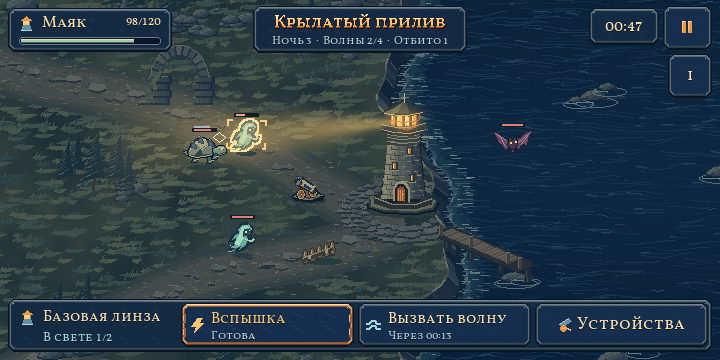 Маяк 98/120
Крылатый прилив
Ночь 3 · Волны 2/4 · Отбито 1
00:47
I
Базовая линза
В свете 1/2
Вспышка
Готова
Вызвать волну
Через 00:13
Устройства